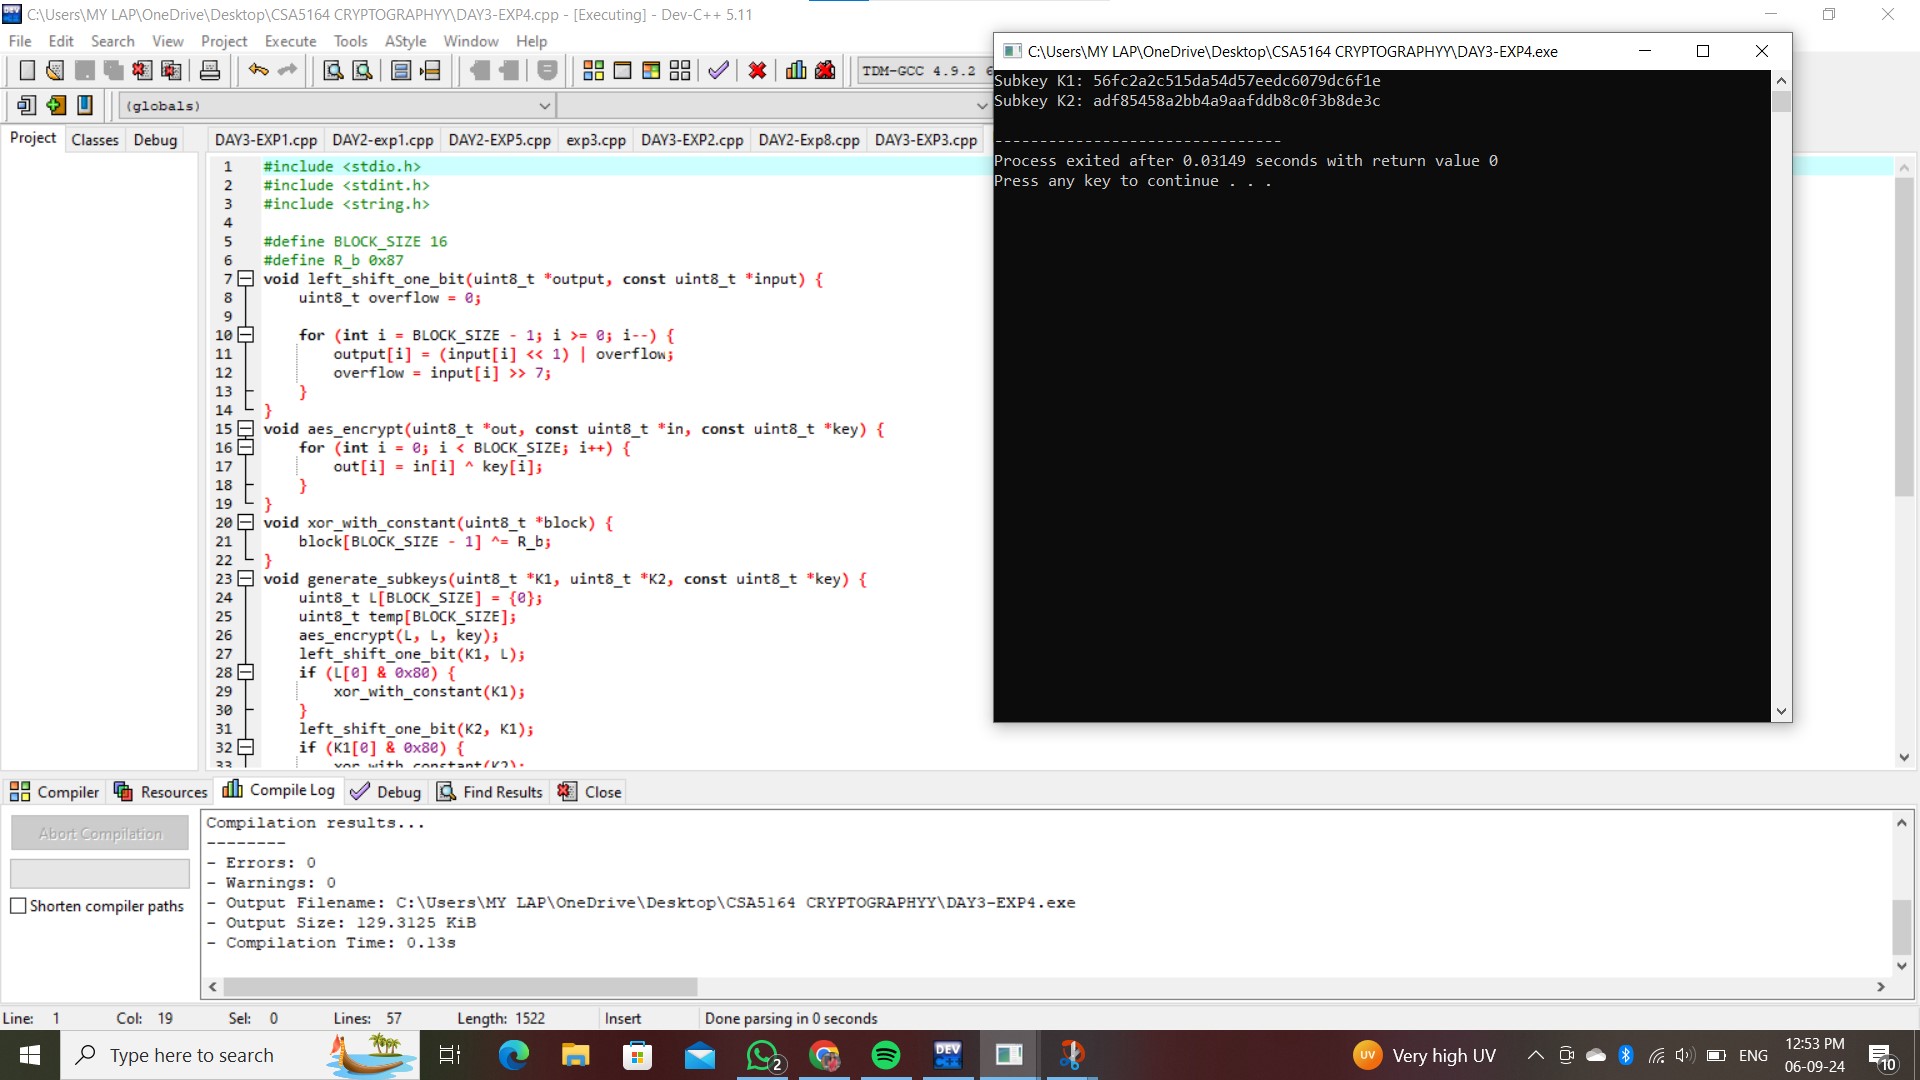 C:\Users\MY LAP\OneDrive\Desktop\CSA5164 CRYPTOGRAPHYY\DAY3-EXP4.cpp - [Executing] - Dev-C++ 5.11
File Edit Search View Project Execute Tools AStyle Window Help
TDM-GCC 4.9.2 6
(globals)
Project Classes Debug
DAY3-EXP1.cpp DAY2-exp1.cpp DAY2-EXP5.cpp exp3.cpp DAY3-EXP2.cpp DAY2-Exp8.cpp DAY3-EXP3.cpp
1 #include <stdio.h>
2 #include <stdint.h>
3 #include <string.h>
4
5 #define BLOCK_SIZE 16
6 #define R_b 0x87
7 void left_shift_one_bit(uint8_t *output, const uint8_t *input) {
8 uint8_t overflow = 0;
9
10 for (int i = BLOCK_SIZE - 1; i >= 0; i--) {
11 output[i] = (input[i] << 1) | overflow;
12 overflow = input[i] >> 7;
13 }
14 }
15 void aes_encrypt(uint8_t *out, const uint8_t *in, const uint8_t *key) {
16 for (int i = 0; i < BLOCK_SIZE; i++) {
17 out[i] = in[i] ^ key[i];
18 }
19 }
20 void xor_with_constant(uint8_t *block) {
21 block[BLOCK_SIZE - 1] ^= R_b;
22 }
23 void generate_subkeys(uint8_t *K1, uint8_t *K2, const uint8_t *key) {
24 uint8_t L[BLOCK_SIZE] = {0};
25 uint8_t temp[BLOCK_SIZE];
26 aes_encrypt(L, L, key);
27 left_shift_one_bit(K1, L);
28 if (L[0] & 0x80) {
29 xor_with_constant(K1);
30 }
31 left_shift_one_bit(K2, K1);
32 if (K1[0] & 0x80) {
33 xor_with_constant(K2);
C:\Users\MY LAP\OneDrive\Desktop\CSA5164 CRYPTOGRAPHYY\DAY3-EXP4.exe
Subkey K1: 56fc2a2c515da54d57eedc6079dc6f1e
Subkey K2: adf85458a2bb4a9aafddb8c0f3b8de3c
--------------------------------
Process exited after 0.03149 seconds with return value 0
Press any key to continue . . .
Compiler Resources Compile Log Debug Find Results Close
Abort Compilation
Shorten compiler paths
Compilation results...
--------
- Errors: 0
- Warnings: 0
- Output Filename: C:\Users\MY LAP\OneDrive\Desktop\CSA5164 CRYPTOGRAPHYY\DAY3-EXP4.exe
- Output Size: 129.3125 KiB
- Compilation Time: 0.13s
Line: 1 Col: 19 Sel: 0 Lines: 57 Length: 1522 Insert Done parsing in 0 seconds
Type here to search
DEV C++
2
UV Very high UV
ENG
12:53 PM
06-09-24
10